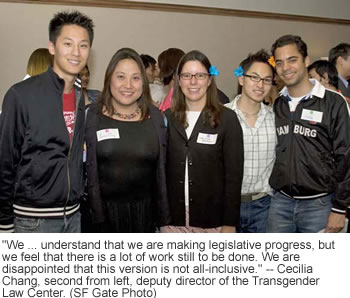 HAMBURG
"We ... understand that we are making legislative progress, but
we feel that there is a lot of work still to be done. We are
disappointed that this version is not all-inclusive." -- Cecilia
Chang, second from left, deputy director of the Transgender
Law Center. (SF Gate Photo)